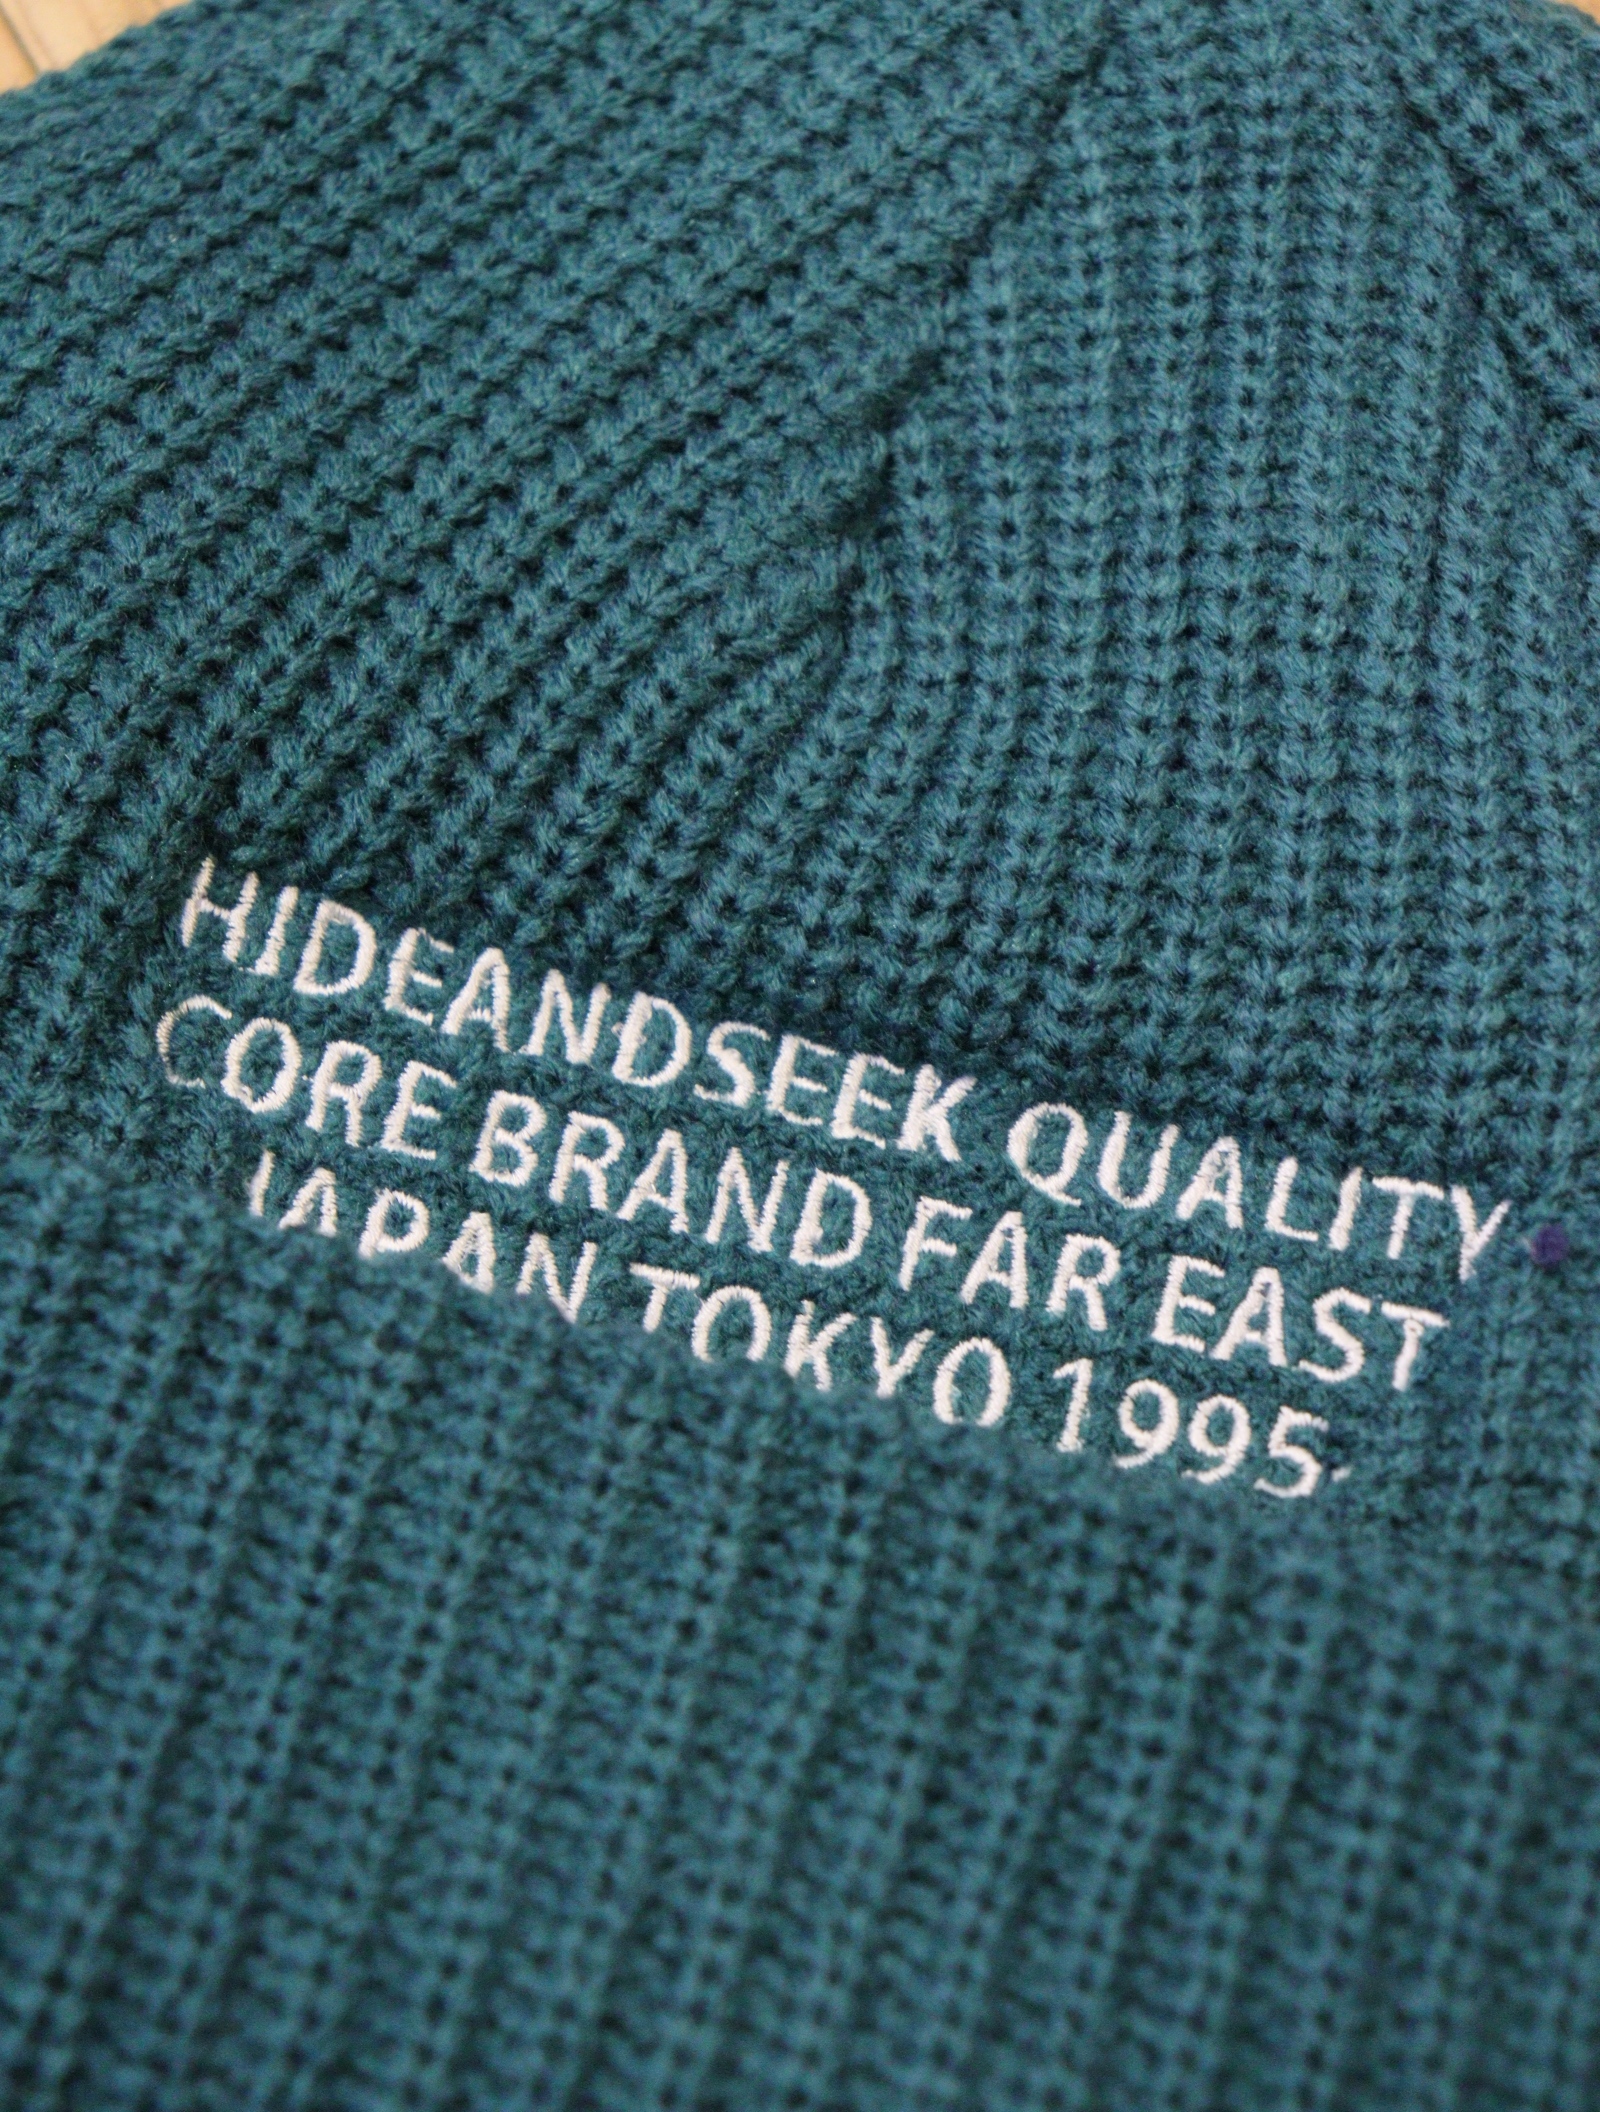 HIDEANDSEEK QUALITY
CORE BRAND FAR EAST
JAPAN TOKYO 1995